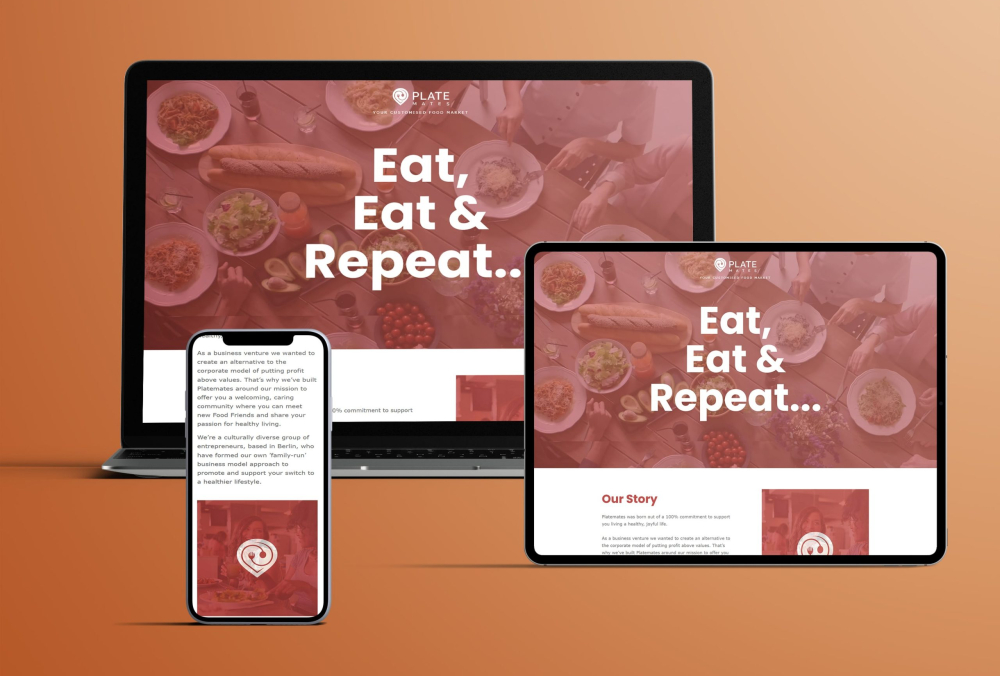 PLATE
MATES
YOUR CUSTOMISED FOOD MARKET
Eat,
Eat &
Repeat..
0% commitment to support
As a business venture we wanted to
create an alternative to the
corporate model of putting profit
above values. That's why we've built
Platemates around our mission to
offer you a welcoming, caring
community where you can meet
new Food Friends and share your
passion for healthy living.
We're a culturally diverse group of
entrepreneurs, based in Berlin, who
have formed our own 'family-run'
business model approach to
promote and support your switch to
a healthier lifestyle.
PLATE
MATES
YOUR CUSTOMISED FOOD MARKET
Eat,
Eat &
Repeat...
Our Story
Platemates was born out of a 100% commitment to support
you living a healthy, joyful life.
As a business venture we wanted to create an alternative to
the corporate model of putting profit above values. That's
why we've built Platemates around our mission to offer you